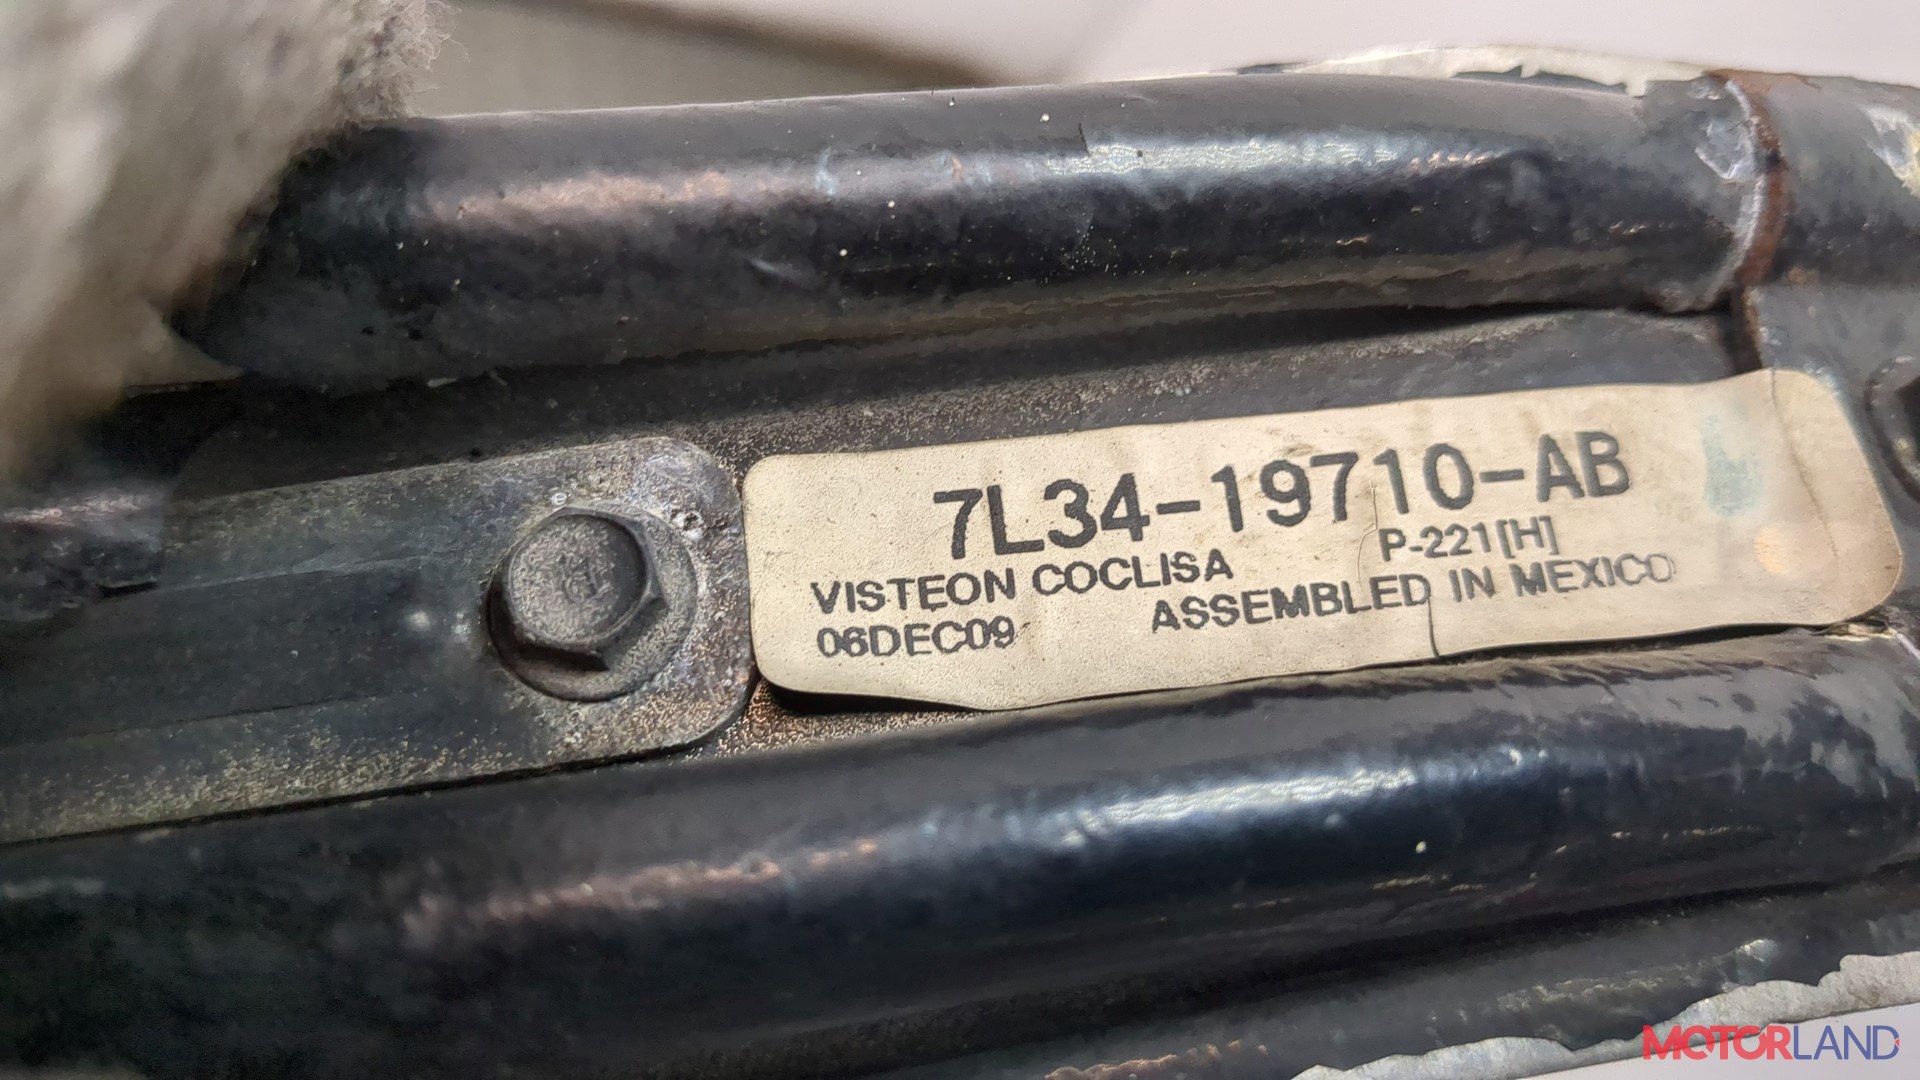 7L34-19710-AB
P-221[H]
VISTEON COCLISA
ASSEMBLED IN MEXICO
06DEC09
MOTORLAND